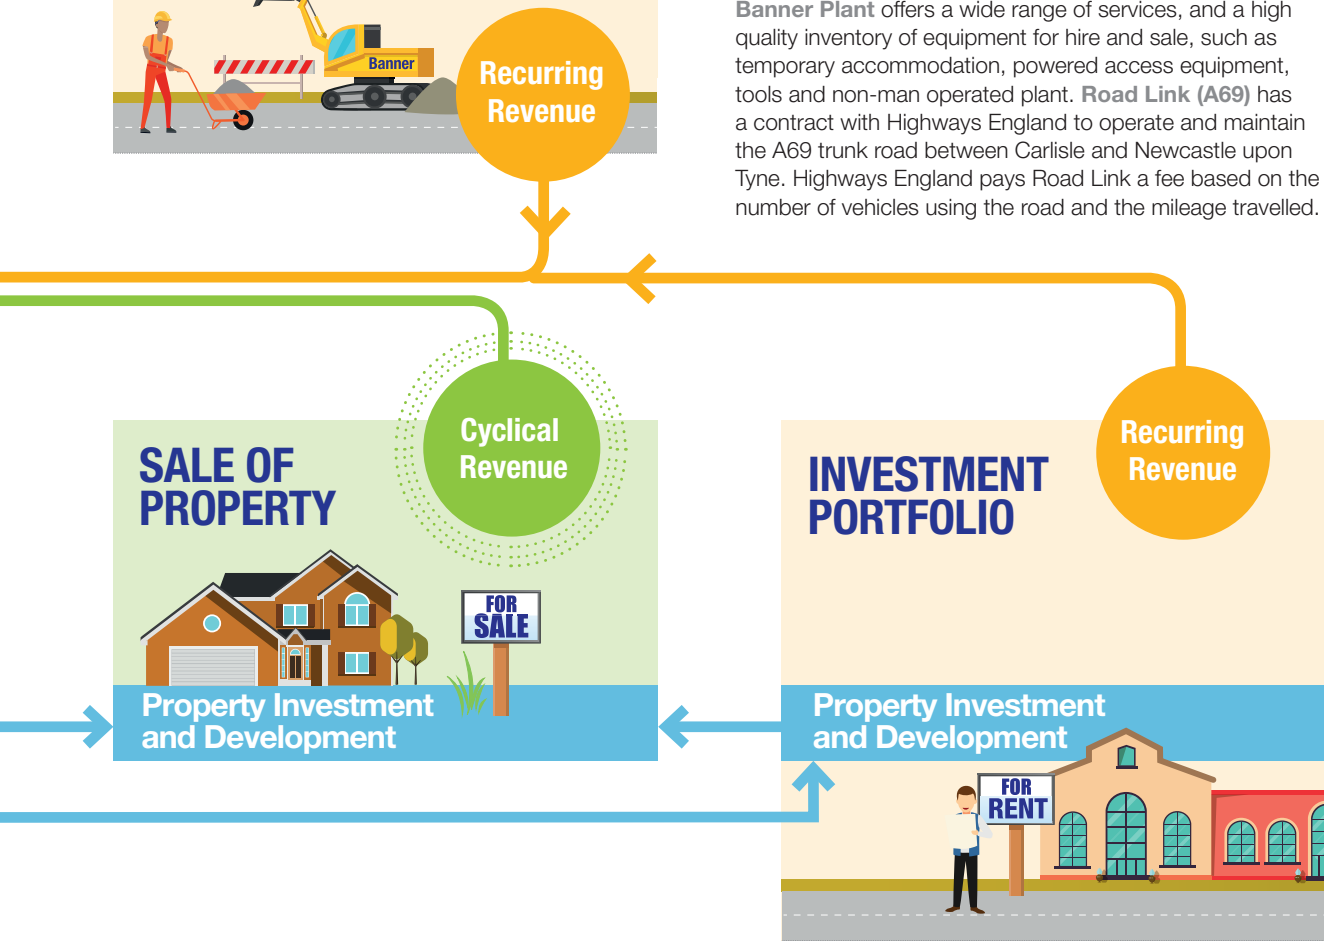 Banner
Recurring
Revenue
Banner Plant offers a wide range of services, and a high
quality inventory of equipment for hire and sale, such as
temporary accommodation, powered access equipment,
tools and non-man operated plant. Road Link (A69) has
a contract with Highways England to operate and maintain
the A69 trunk road between Carlisle and Newcastle upon
Tyne. Highways England pays Road Link a fee based on the
number of vehicles using the road and the mileage travelled.
Cyclical
Revenue
SALE OF
PROPERTY
FOR
SALE
Property Investment
and Development
Recurring
Revenue
INVESTMENT
PORTFOLIO
Property Investment
and Development
FOR
RENT